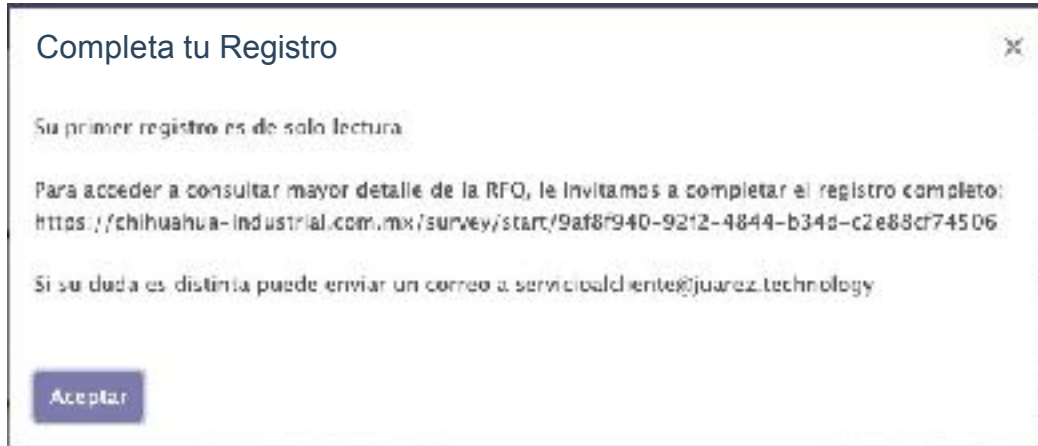 Completa tu Registro
Su primer registro es de solo lectura
Para acceder a consultar mayor detalle de la RFQ, le invitamos a completar el registro completo:
https://chihuahua-industrial.com.mx/survey/start/9af8f940-92f2-4844-b34d-c2e88cf74506
Si su duda es distinta puede enviar un correo a servicioalcliente@juarez.technology
Aceptar